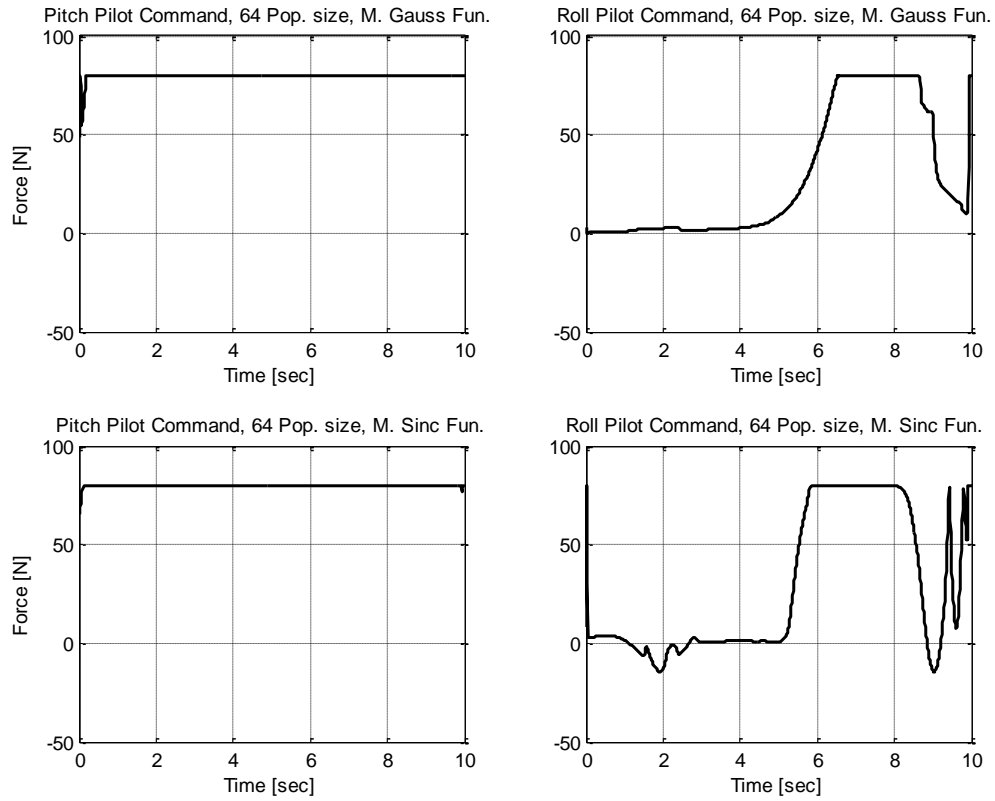 Pitch Pilot Command, 64 Pop. size, M. Gauss Fun.
100
50
0
-50
Force [N]
0 2 4 6 8 10
Time [sec]
Roll Pilot Command, 64 Pop. size, M. Gauss Fun.
100
50
0
-50
0 2 4 6 8 10
Time [sec]
Pitch Pilot Command, 64 Pop. size, M. Sinc Fun.
100
50
0
-50
Force [N]
0 2 4 6 8 10
Time [sec]
Roll Pilot Command, 64 Pop. size, M. Sinc Fun.
100
50
0
-50
0 2 4 6 8 10
Time [sec]